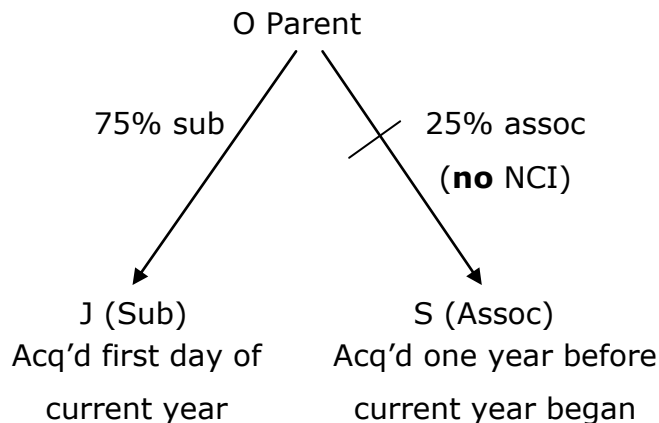 O Parent
75% sub
25% assoc
(no NCI)
J (Sub)
Acq’d first day of
current year
S (Assoc)
Acq’d one year before
current year began